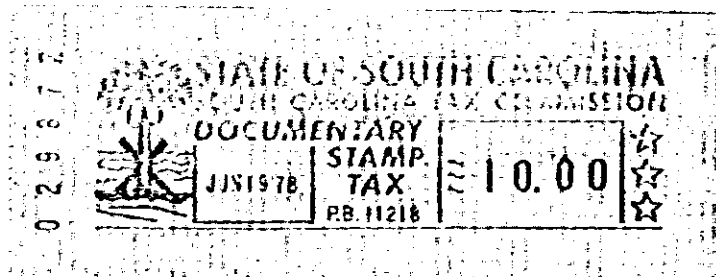 STATE OF SOUTH CAROLINA
SOUTH CAROLINA TAX COMMISSION
DOCUMENTARY
STAMP
TAX
P.B. 11218
10.00